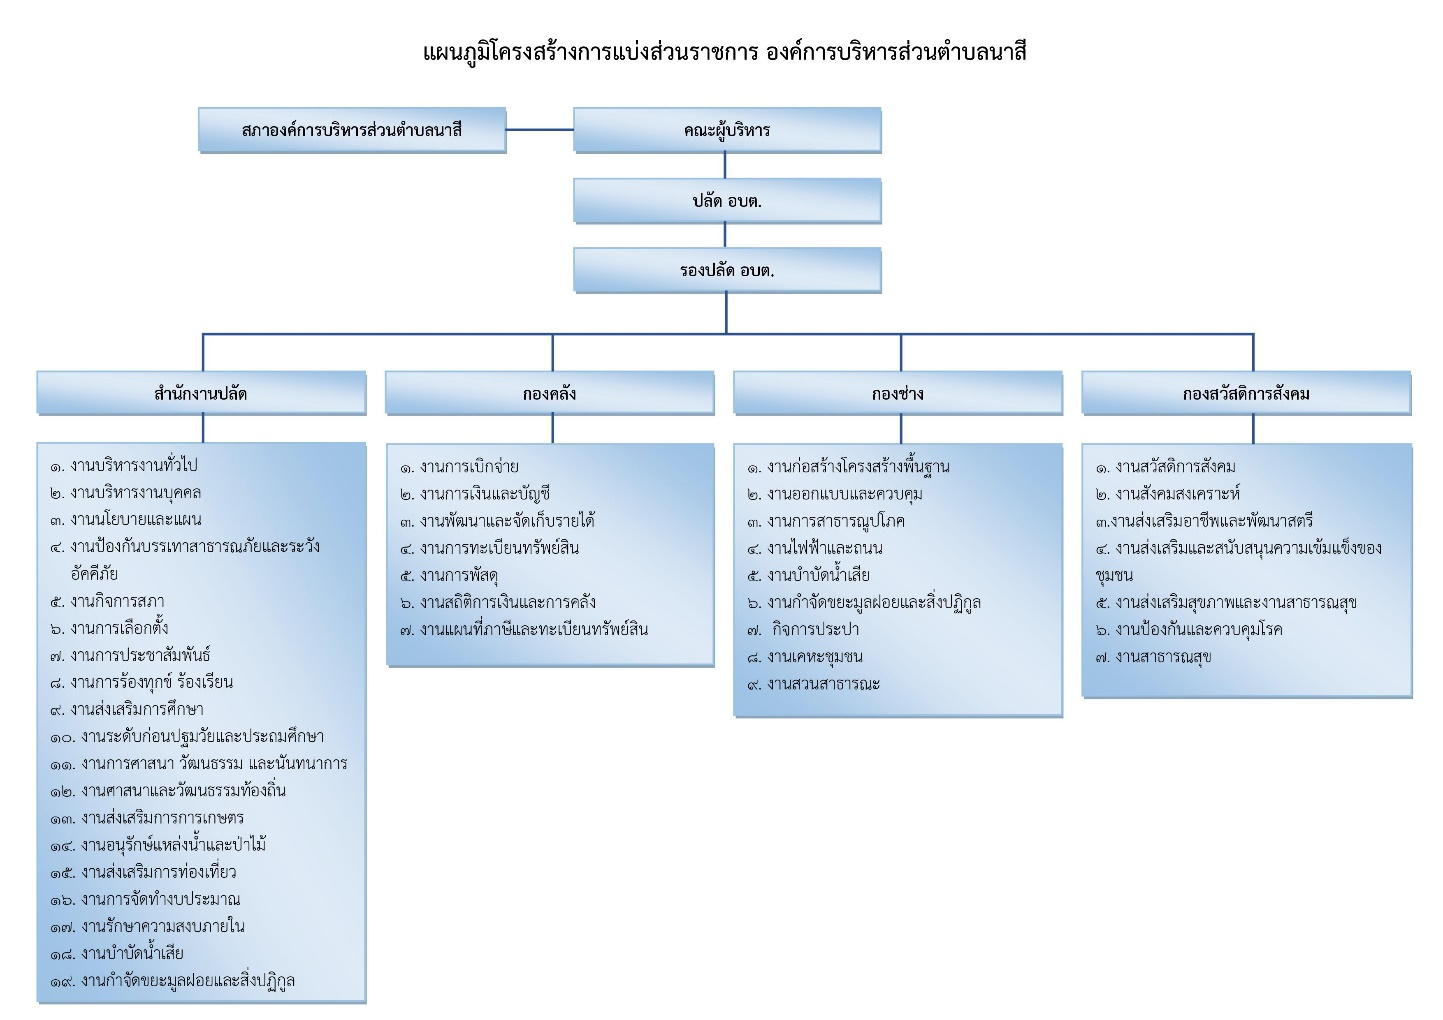 แผนภูมิโครงสร้างการแบ่งส่วนราชการ องค์การบริหารส่วนตำบลนาสี
สภาองค์การบริหารส่วนตำบลนาสี
คณะผู้บริหาร
ปลัด อบต.
รองปลัด อบต.
สำนักงานปลัด
๑. งานบริหารงานทั่วไป
๒. งานบริหารงานบุคคล
๓. งานนโยบายและแผน
๔. งานป้องกันบรรเทาสาธารณภัยและระวัง
อัคคีภัย
๕. งานกิจการสภา
๖. งานการเลือกตั้ง
๗. งานการประชาสัมพันธ์
๘. งานการร้องทุกข์ ร้องเรียน
๙. งานส่งเสริมการศึกษา
๑๐. งานระดับก่อนปฐมวัยและประถมศึกษา
๑๑. งานการศาสนา วัฒนธรรม และนันทนาการ
๑๒. งานศาสนาและวัฒนธรรมท้องถิ่น
๑๓. งานส่งเสริมการการเกษตร
๑๔. งานอนุรักษ์แหล่งน้ำและป่าไม้
๑๕. งานส่งเสริมการท่องเที่ยว
๑๖. งานการจัดทำงบประมาณ
๑๗. งานรักษาความสงบภายใน
๑๘. งานบำบัดน้ำเสีย
๑๙. งานกำจัดขยะมูลฝอยและสิ่งปฏิกูล
กองคลัง
๑. งานการเบิกจ่าย
๒. งานการเงินและบัญชี
๓. งานพัฒนาและจัดเก็บรายได้
๔. งานการทะเบียนทรัพย์สิน
๕. งานการพัสดุ
๖. งานสถิติการเงินและการคลัง
๗. งานแผนที่ภาษีและทะเบียนทรัพย์สิน
กองช่าง
๑. งานก่อสร้างโครงสร้างพื้นฐาน
๒. งานออกแบบและควบคุม
๓. งานการสาธารณูปโภค
๔. งานไฟฟ้าและถนน
๕. งานบำบัดน้ำเสีย
๖. งานกำจัดขยะมูลฝอยและสิ่งปฏิกูล
๗. กิจการประปา
๘. งานเคหะชุมชน
๙. งานสวนสาธารณะ
กองสวัสดิการสังคม
๑. งานสวัสดิการสังคม
๒. งานสังคมสงเคราะห์
๓.งานส่งเสริมอาชีพและพัฒนาสตรี
๔. งานส่งเสริมและสนับสนุนความเข้มแข็งของ
ชุมชน
๕. งานส่งเสริมสุขภาพและงานสาธารณสุข
๖. งานป้องกันและควบคุมโรค
๗. งานสาธารณสุข